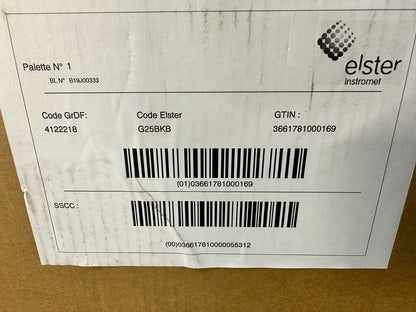 Palette N° 1
BL N° B19J00333
elster
Instromet
Code GrDF:
4122218
Code Elster
G25BKB
GTIN :
3661781000169
(01)03661781000169
SSCC :
(00)036617810000055312